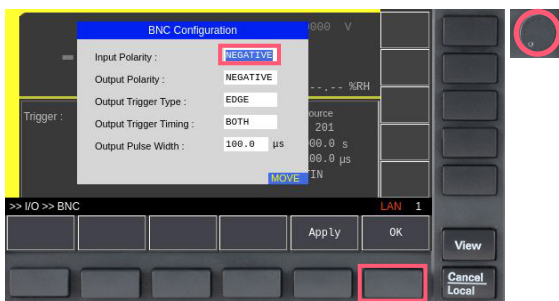 BNC Configuration
0000 V
Input Polarity : NEGATIVE
Output Polarity : NEGATIVE
--.-- %RH
Output Trigger Type : EDGE
Trigger : ource
Output Trigger Timing : BOTH
201
Output Pulse Width : 100.0 µs
00.0 s
00.0 µs
MOVE
TIN
>> I/O >> BNC
LAN 1
Apply
OK
View
Cancel
Local